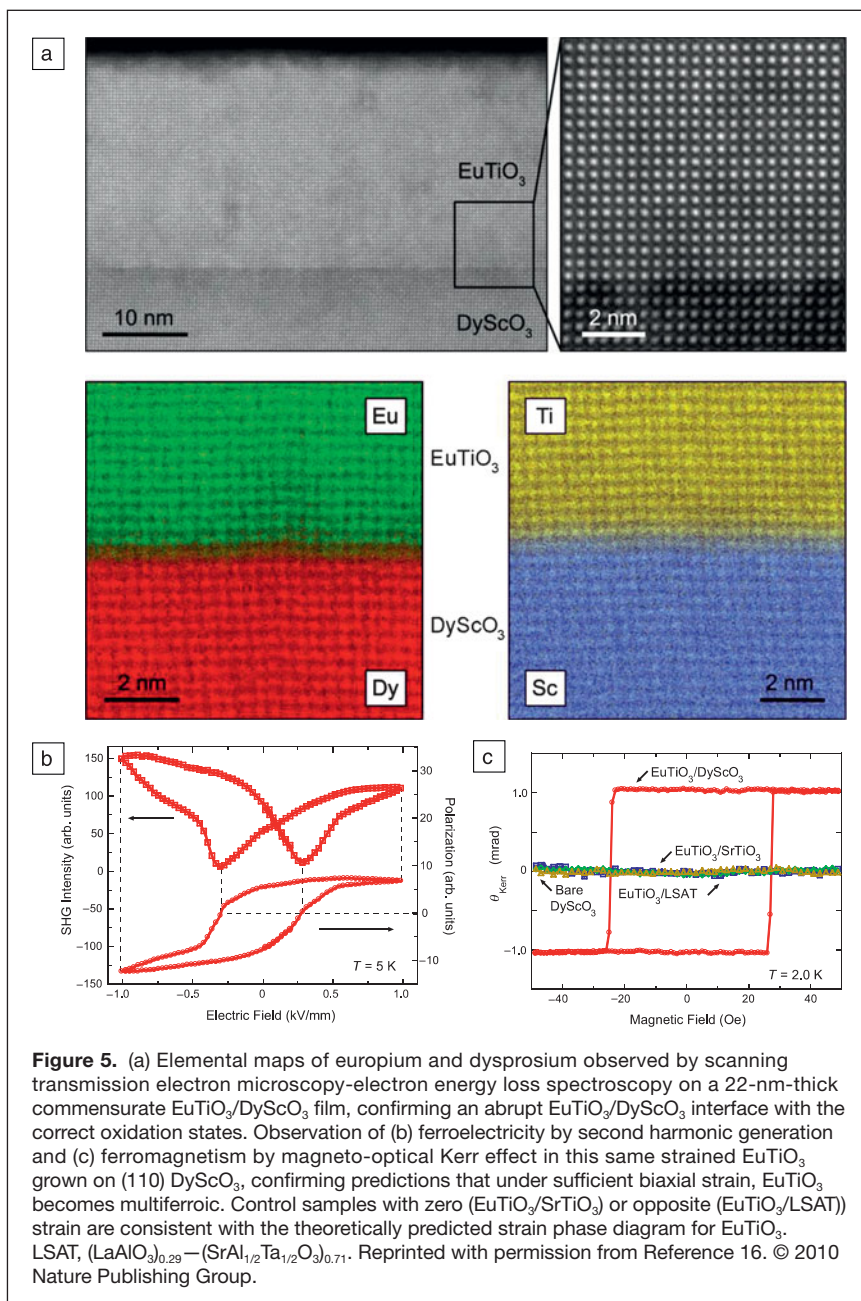 a
EuTiO₃
10 nm
DyScO₃
2 nm
Eu
Ti
EuTiO₃
DyScO₃
2 nm
Dy
Sc
2 nm
b
150
100
50
0
−50
−100
−150
SHG Intensity (arb. units)
30
20
10
0
−10
Polarization (arb. units)
T = 5 K
−1.0
−0.5
0
0.5
1.0
Electric Field (kV/mm)
c
EuTiO₃/DyScO₃
1.0
0
−1.0
θKerr (mrad)
EuTiO₃/SrTiO₃
Bare
DyScO₃
EuTiO₃/LSAT
T = 2.0 K
−40
−20
0
20
40
Magnetic Field (Oe)
Figure 5. (a) Elemental maps of europium and dysprosium observed by scanning
transmission electron microscopy-electron energy loss spectroscopy on a 22-nm-thick
commensurate EuTiO₃/DyScO₃ film, confirming an abrupt EuTiO₃/DyScO₃ interface with the
correct oxidation states. Observation of (b) ferroelectricity by second harmonic generation
and (c) ferromagnetism by magneto-optical Kerr effect in this same strained EuTiO₃
grown on (110) DyScO₃, confirming predictions that under sufficient biaxial strain, EuTiO₃
becomes multiferroic. Control samples with zero (EuTiO₃/SrTiO₃) or opposite (EuTiO₃/LSAT))
strain are consistent with the theoretically predicted strain phase diagram for EuTiO₃.
LSAT, (LaAlO₃)₀.₂₉—(SrAl₁/₂Ta₁/₂O₃)₀.₇₁. Reprinted with permission from Reference 16. © 2010
Nature Publishing Group.